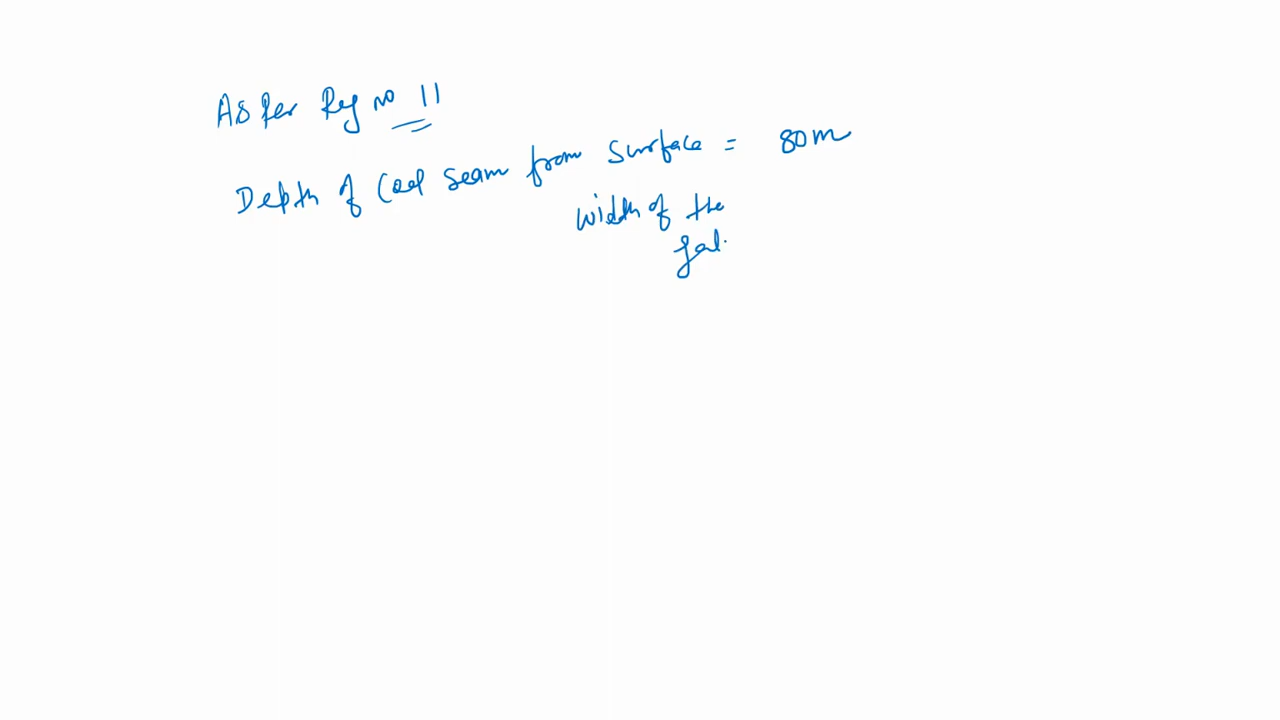 As per Reg no 11
Depth of Coal seam from surface = 80m
width of the
gal